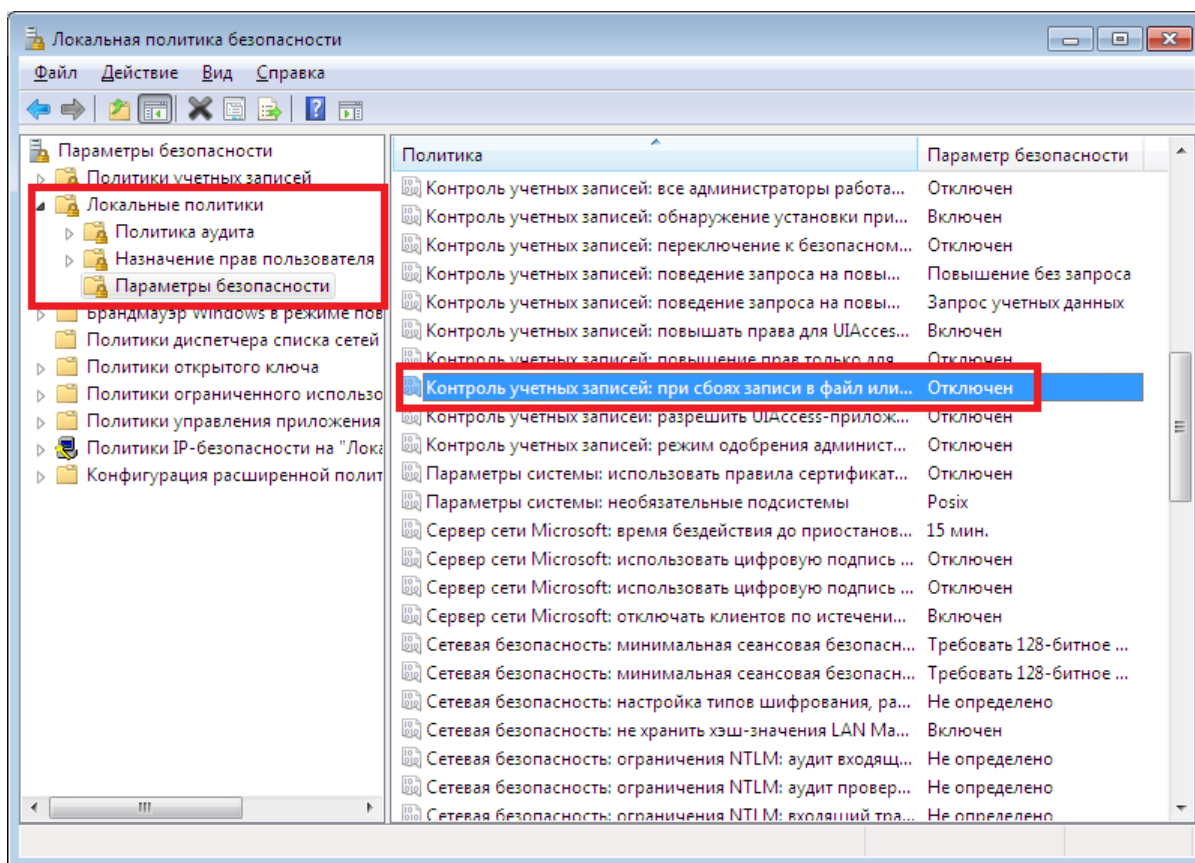 Локальная политика безопасности
Файл Действие Вид Справка
Параметры безопасности
Политики учетных записей
Локальные политики
Политика аудита
Назначение прав пользователя
Параметры безопасности
Брандмауэр Windows в режиме пов
Политики диспетчера списка сетей
Политики открытого ключа
Политики ограниченного использо
Политики управления приложения
Политики IP-безопасности на "Лока
Конфигурация расширенной полит
Политика Параметр безопасности
Контроль учетных записей: все администраторы работа... Отключен
Контроль учетных записей: обнаружение установки при... Включен
Контроль учетных записей: переключение к безопасном... Отключен
Контроль учетных записей: поведение запроса на повы... Повышение без запроса
Контроль учетных записей: поведение запроса на повы... Запрос учетных данных
Контроль учетных записей: повышать права для UIAcces... Включен
Контроль учетных записей: повышение прав только для Отключен
Контроль учетных записей: при сбоях записи в файл или... Отключен
Контроль учетных записей: разрешить UIAccess-прилож... Отключен
Контроль учетных записей: режим одобрения админист... Отключен
Параметры системы: использовать правила сертификат... Отключен
Параметры системы: необязательные подсистемы Posix
Сервер сети Microsoft: время бездействия до приостанов... 15 мин.
Сервер сети Microsoft: использовать цифровую подпись ... Отключен
Сервер сети Microsoft: использовать цифровую подпись ... Отключен
Сервер сети Microsoft: отключать клиентов по истечени... Включен
Сетевая безопасность: минимальная сеансовая безопасн... Требовать 128-битное ...
Сетевая безопасность: минимальная сеансовая безопасн... Требовать 128-битное ...
Сетевая безопасность: настройка типов шифрования, ра... Не определено
Сетевая безопасность: не хранить хэш-значения LAN Ma... Включен
Сетевая безопасность: ограничения NTLM: аудит входящ... Не определено
Сетевая безопасность: ограничения NTLM: аудит провер... Не определено
Сетевая безопасность: ограничения NTLM: входящий тра... Не определено